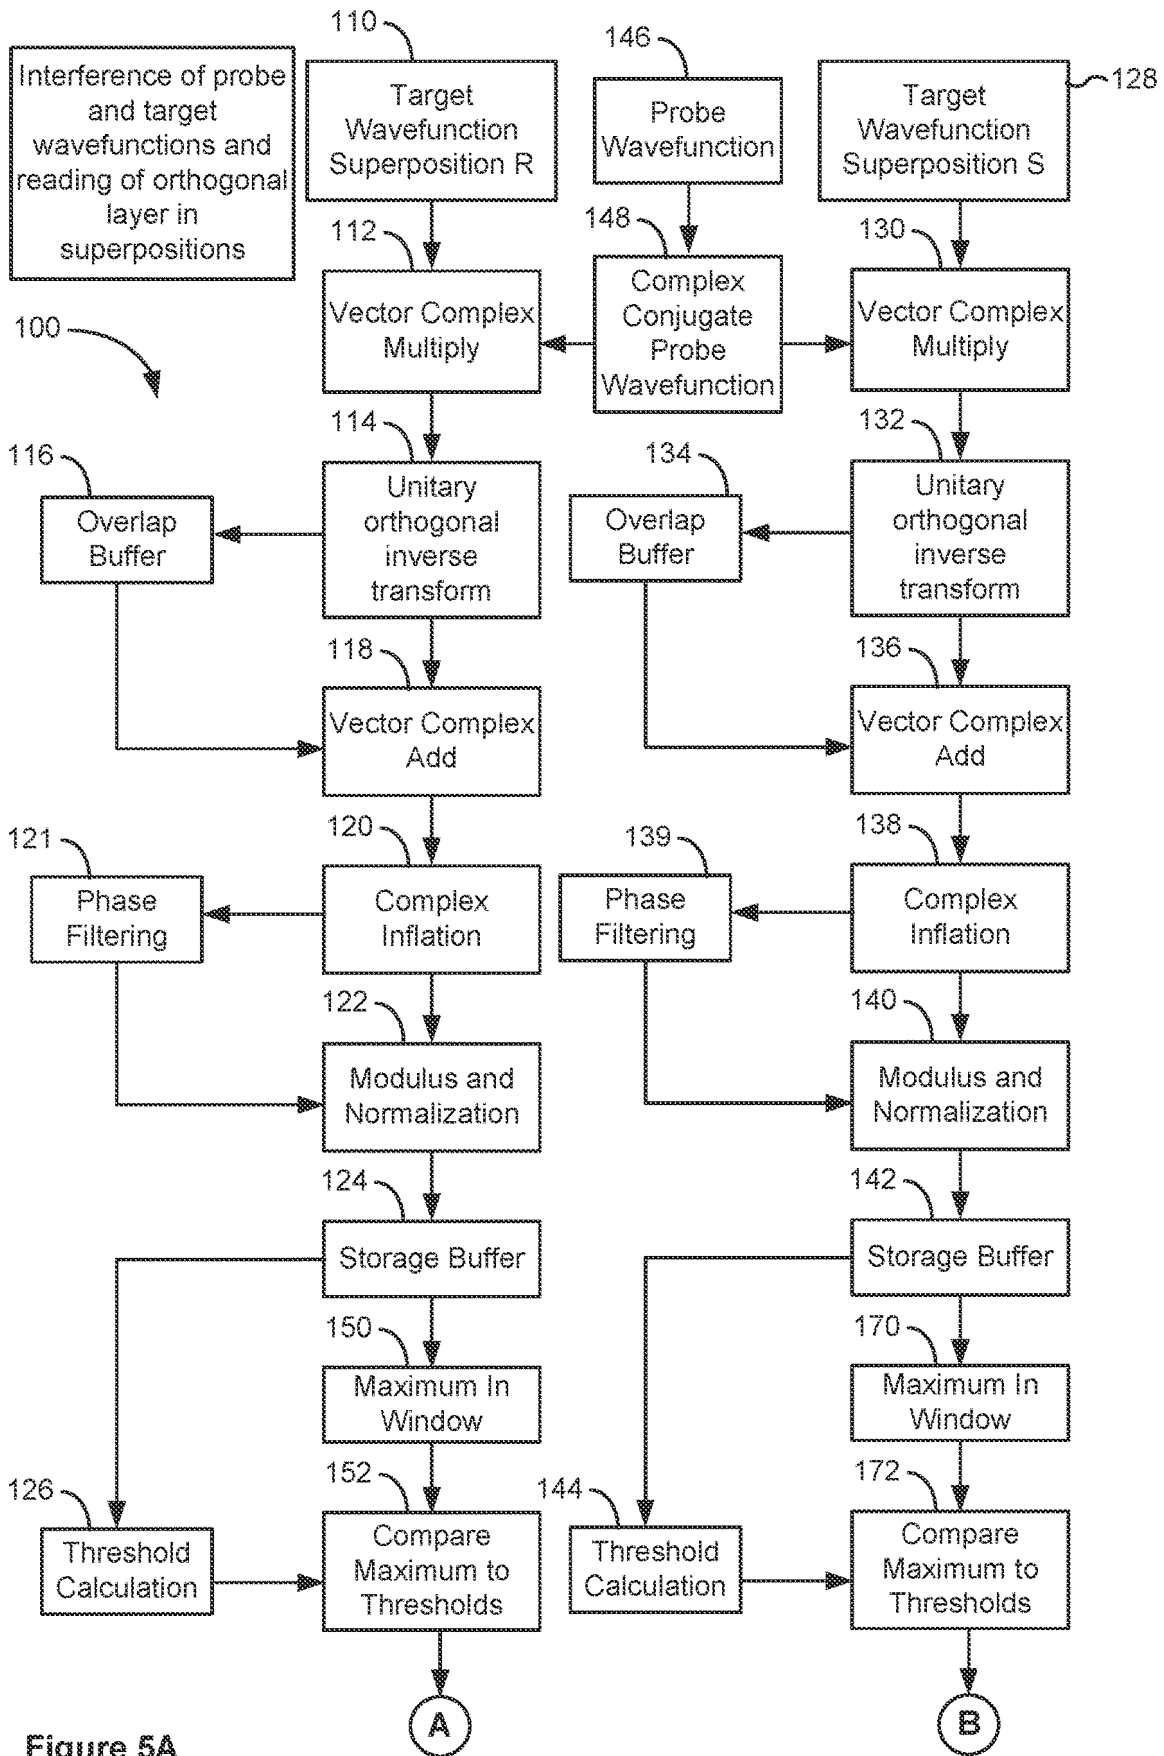 110
146
128
Interference of probe
and target
wavefunctions and
reading of orthogonal
layer in
superpositions
Target
Wavefunction
Superposition R
Probe
Wavefunction
Target
Wavefunction
Superposition S
112
148
130
100
Vector Complex
Multiply
Complex
Conjugate
Probe
Wavefunction
Vector Complex
Multiply
116
114
134
132
Overlap
Buffer
Unitary
orthogonal
inverse
transform
Overlap
Buffer
Unitary
orthogonal
inverse
transform
118
136
Vector Complex
Add
Vector Complex
Add
121
120
139
138
Phase
Filtering
Complex
Inflation
Phase
Filtering
Complex
Inflation
122
140
Modulus and
Normalization
Modulus and
Normalization
124
142
Storage Buffer
Storage Buffer
150
170
Maximum In
Window
Maximum In
Window
126
152
144
172
Threshold
Calculation
Compare
Maximum to
Thresholds
Threshold
Calculation
Compare
Maximum to
Thresholds
A
B
Figure 5A